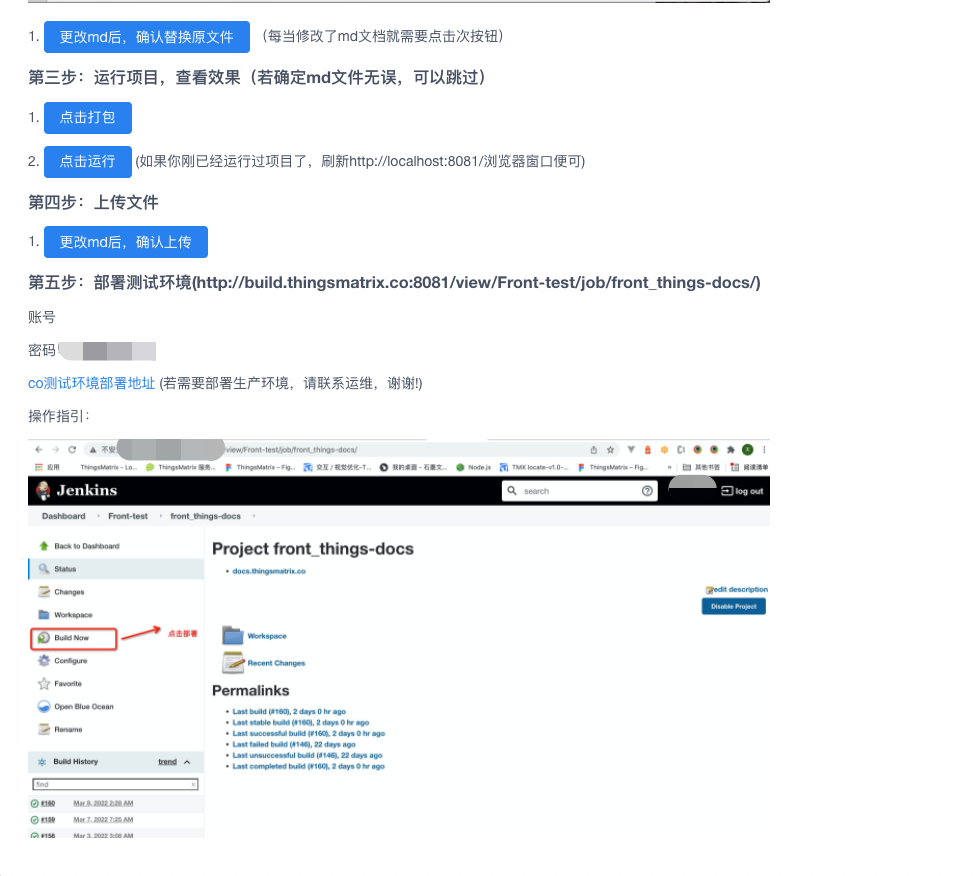 1. 更改md后，确认替换原文件 （每当修改了md文档就需要点击次按钮）
第三步：运行项目，查看效果（若确定md文件无误，可以跳过）
1. 点击打包
2. 点击运行 (如果你刚已经运行过项目了，刷新http://localhost:8081/浏览器窗口便可)
第四步：上传文件
1. 更改md后，确认上传
第五步：部署测试环境(http://build.thingsmatrix.co:8081/view/Front-test/job/front_things-docs/)
账号
密码
co测试环境部署地址 (若需要部署生产环境，请联系运维，谢谢!)
操作指引：
不安 /view/Front-test/job/front_things-docs/
应用 ThingsMatrix - Lo... ThingsMatrix 服务... ThingsMatrix – Fig... 交互 / 视觉优化-T... 我的桌面 - 石墨文... Node.js TMX locate-v1.0-... ThingsMatrix – Fig... » 其他书签 阅读清单
Jenkins search log out
Dashboard Front-test front_things-docs
Back to Dashboard
Status
Changes
Workspace
Build Now
点击部署
Configure
Favorite
Open Blue Ocean
Rename
Build History trend
find x
#160 Mar 8, 2022 2:28 AM
#159 Mar 7, 2022 7:25 AM
#158 Mar 3, 2022 3:08 AM
Project front_things-docs
docs.thingsmatrix.co
edit description
Disable Project
Workspace
Recent Changes
Permalinks
Last build (#160), 2 days 0 hr ago
Last stable build (#160), 2 days 0 hr ago
Last successful build (#160), 2 days 0 hr ago
Last failed build (#146), 22 days ago
Last unsuccessful build (#146), 22 days ago
Last completed build (#160), 2 days 0 hr ago